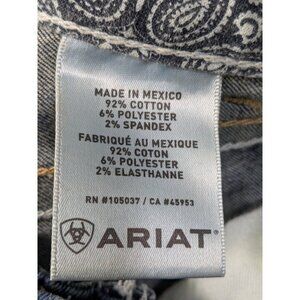 MADE IN MEXICO
92% COTTON
6% POLYESTER
2% SPANDEX
FABRIQUÉ AU MEXIQUE
92% COTON
6% POLYESTER
2% ELASTHANNE
RN #105037 / CA #45953
ARIAT